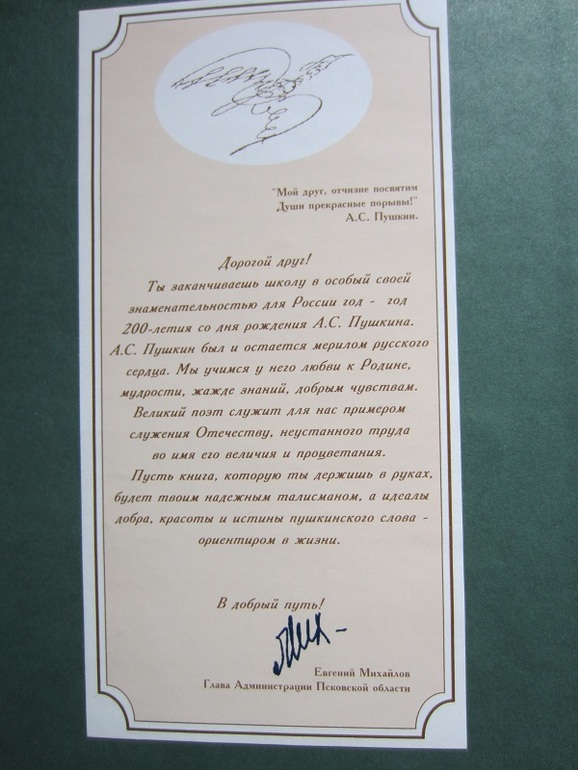 "Мой друг, отчизне посвятим
Души прекрасные порывы!"
А.С. Пушкин.
Дорогой друг!
Ты заканчиваешь школу в особый своей
знаменательностью для России год - год
200-летия со дня рождения А.С. Пушкина.
А.С. Пушкин был и остается мерилом русского
сердца. Мы учимся у него любви к Родине,
мудрости, жажде знаний, добрым чувствам.
Великий поэт служит для нас примером
служения Отечеству, неустанного труда
во имя его величия и процветания.
Пусть книга, которую ты держишь в руках,
будет твоим надежным талисманом, а идеалы
добра, красоты и истины пушкинского слова -
ориентиром в жизни.
В добрый путь!
Евгений Михайлов
Глава Администрации Псковской области